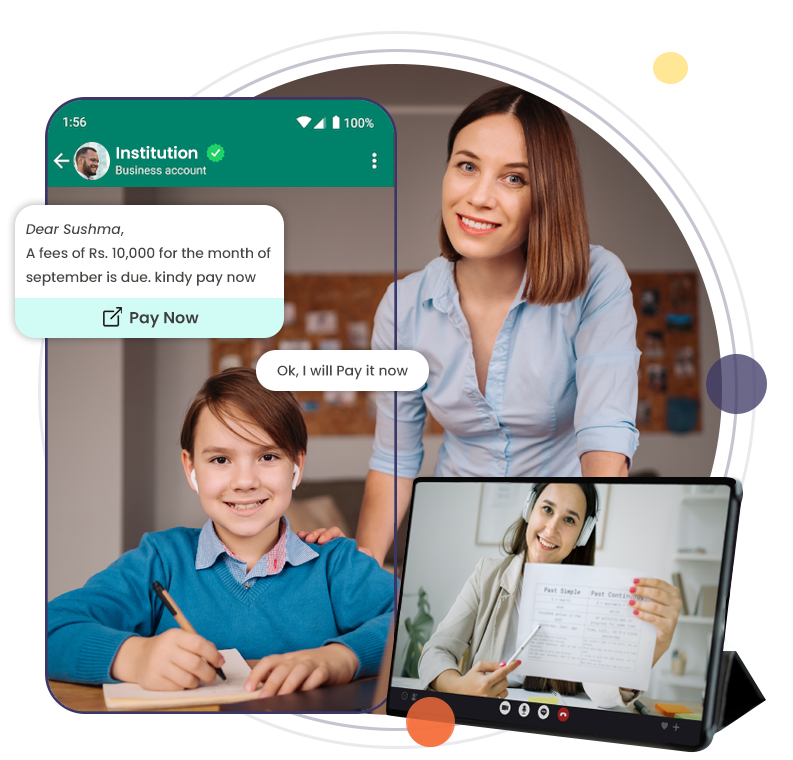 1:56
100%
Institution
Business account
Dear Sushma,
A fees of Rs. 10,000 for the month of
september is due. kindy pay now
Pay Now
Ok, I will Pay it now
Past Simple Past Contin